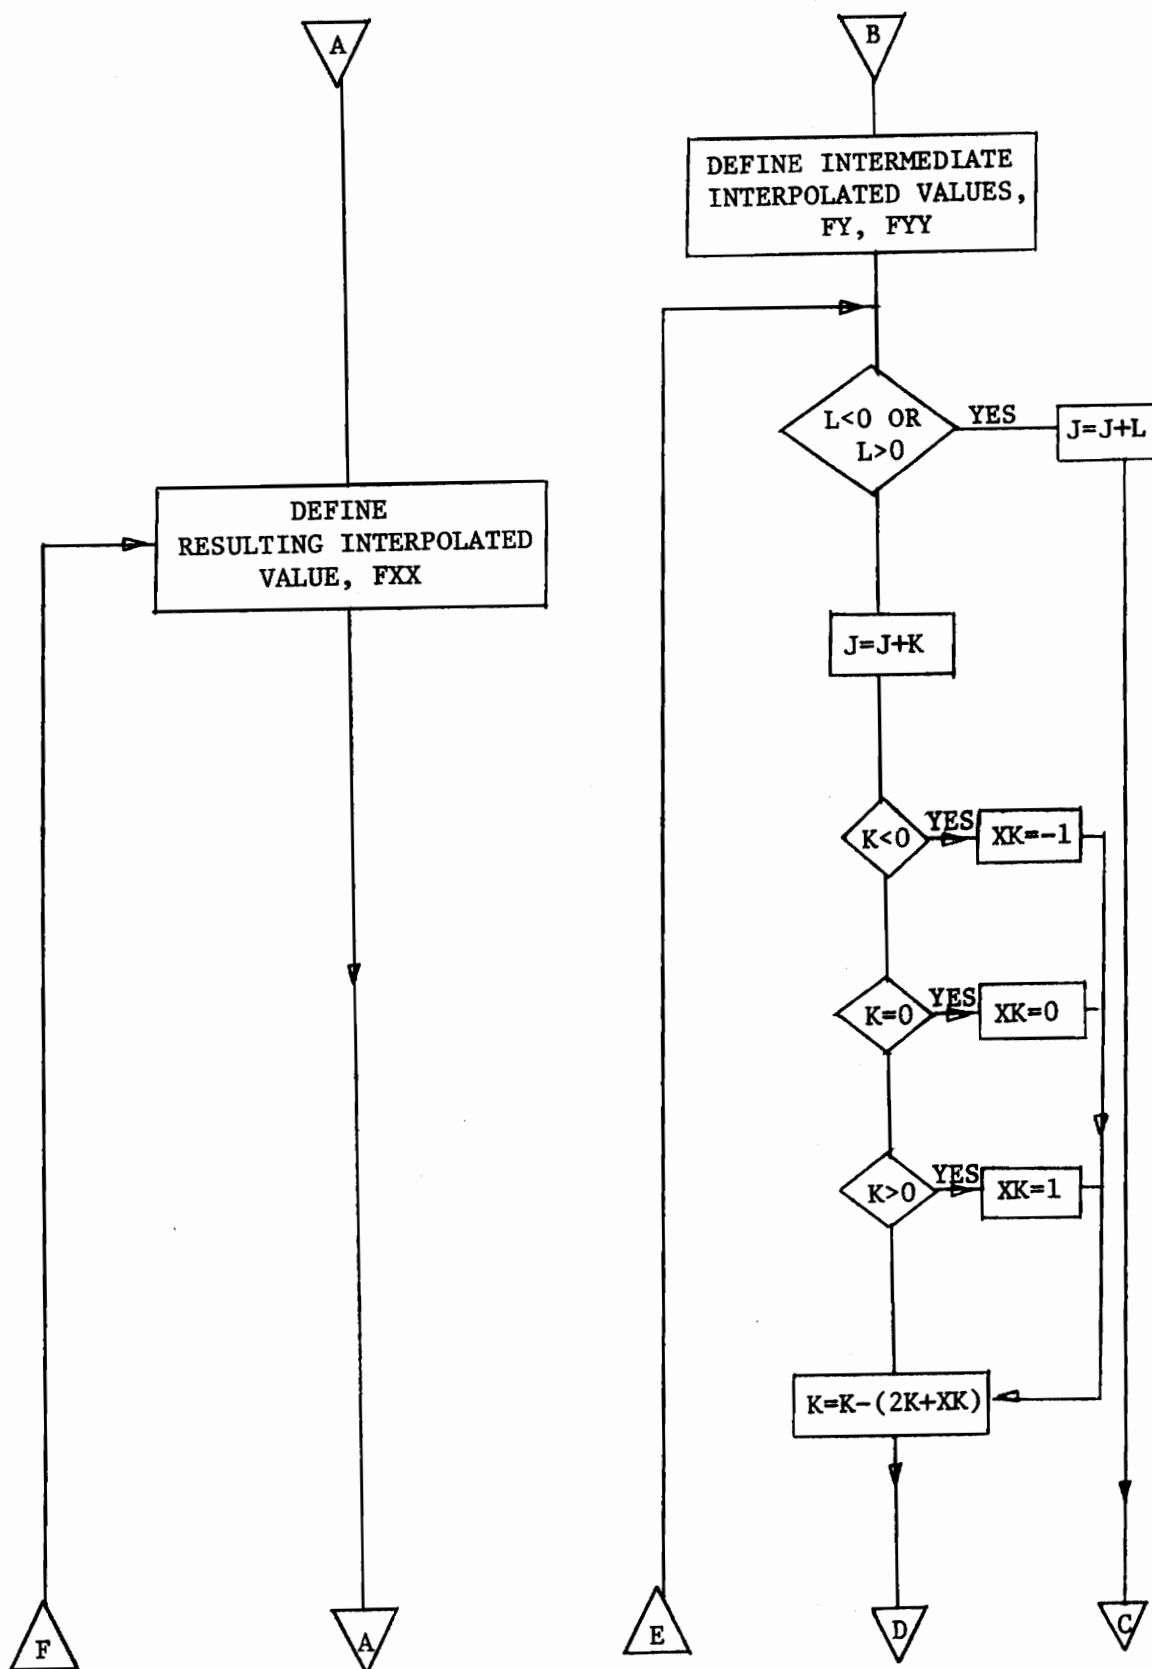 A
B
DEFINE INTERMEDIATE
INTERPOLATED VALUES,
FY, FYY
L<0 OR
L>0
YES
J=J+L
DEFINE
RESULTING INTERPOLATED
VALUE, FXX
J=J+K
K<0
YES
XK=-1
K=0
YES
XK=0
K>0
YES
XK=1
K=K-(2K+XK)
F
A
E
D
C